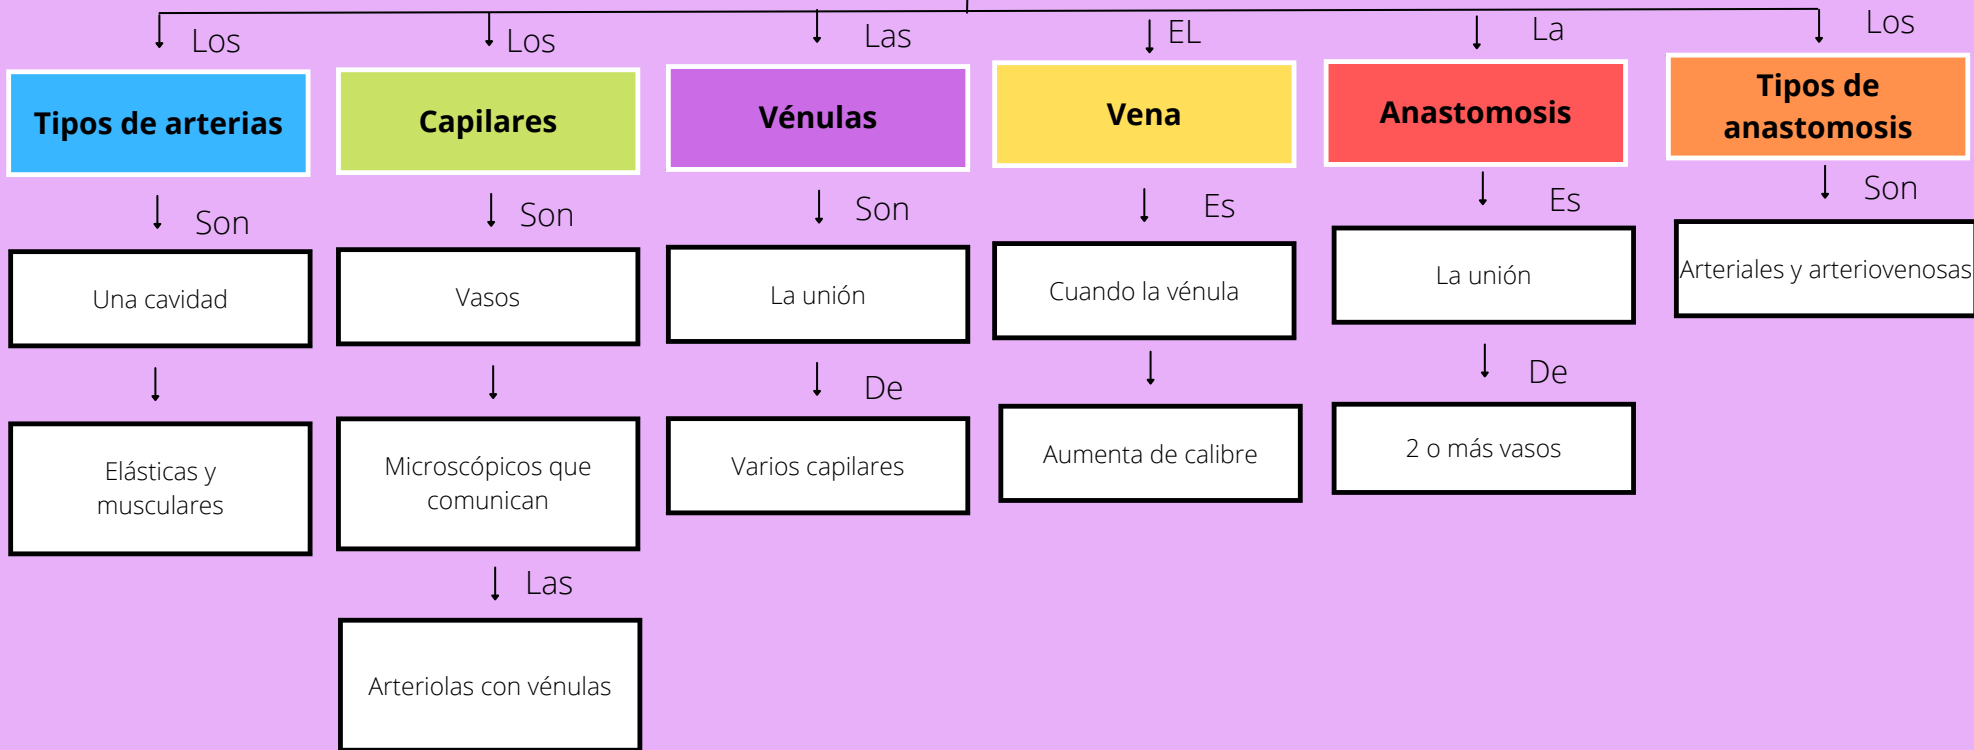 Los
Los
Las
EL
La
Los
Tipos de arterias
Capilares
Vénulas
Vena
Anastomosis
Tipos de
anastomosis
Son
Son
Son
Es
Es
Son
Una cavidad
Vasos
La unión
Cuando la vénula
La unión
Arteriales y arteriovenosas
De
De
Elásticas y
musculares
Microscópicos que
comunican
Varios capilares
Aumenta de calibre
2 o más vasos
Las
Arteriolas con vénulas